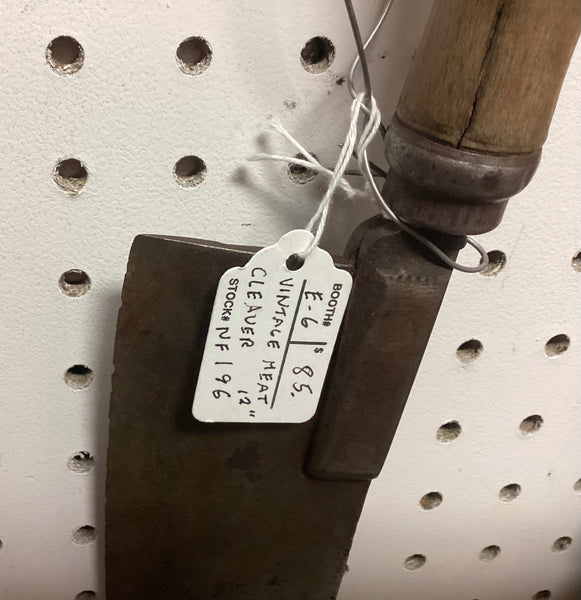 BOOTH# E-6 | $ 85.
VINTAGE MEAT
CLEAVER 12"
STOCK# NF 196